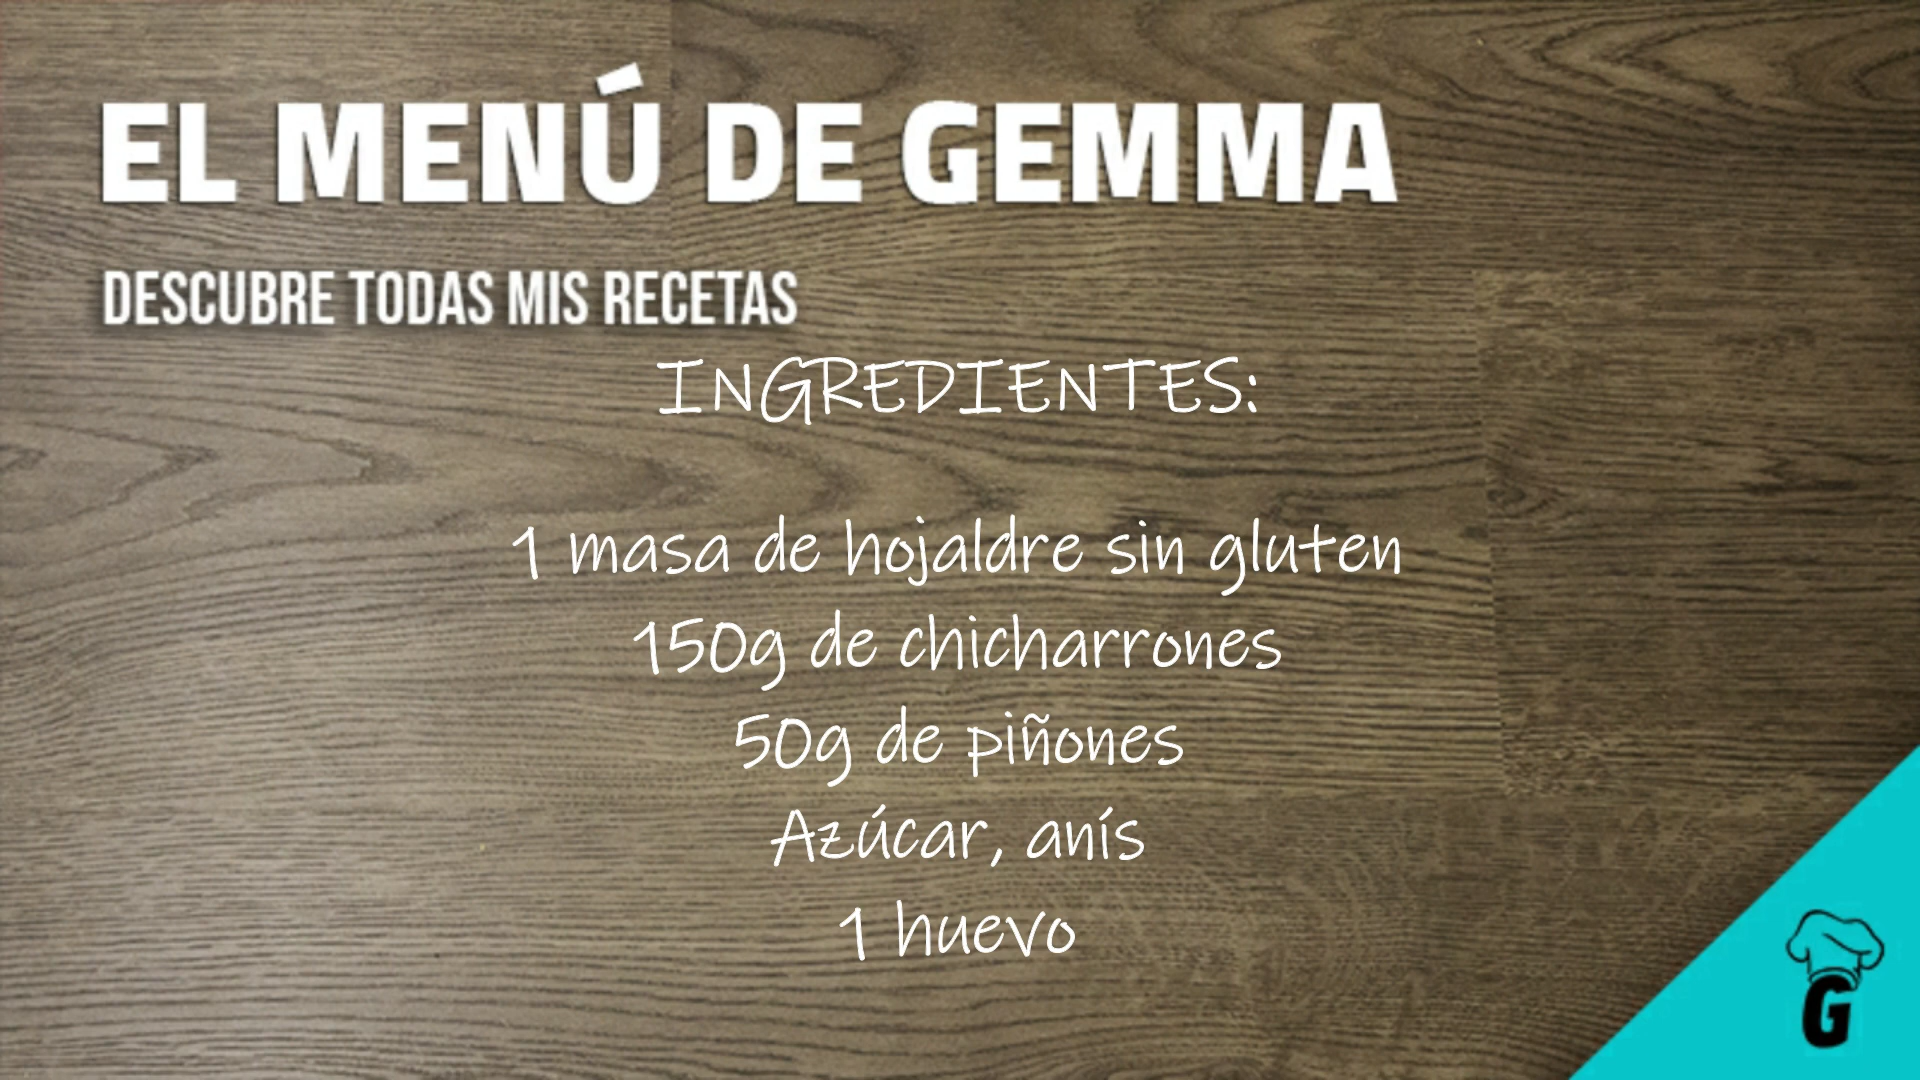 EL MENÚ DE GEMMA
DESCUBRE TODAS MIS RECETAS
INGREDIENTES:
1 masa de hojaldre sin gluten
150g de chicharrones
50g de piñones
Azúcar, anís
1 huevo
G